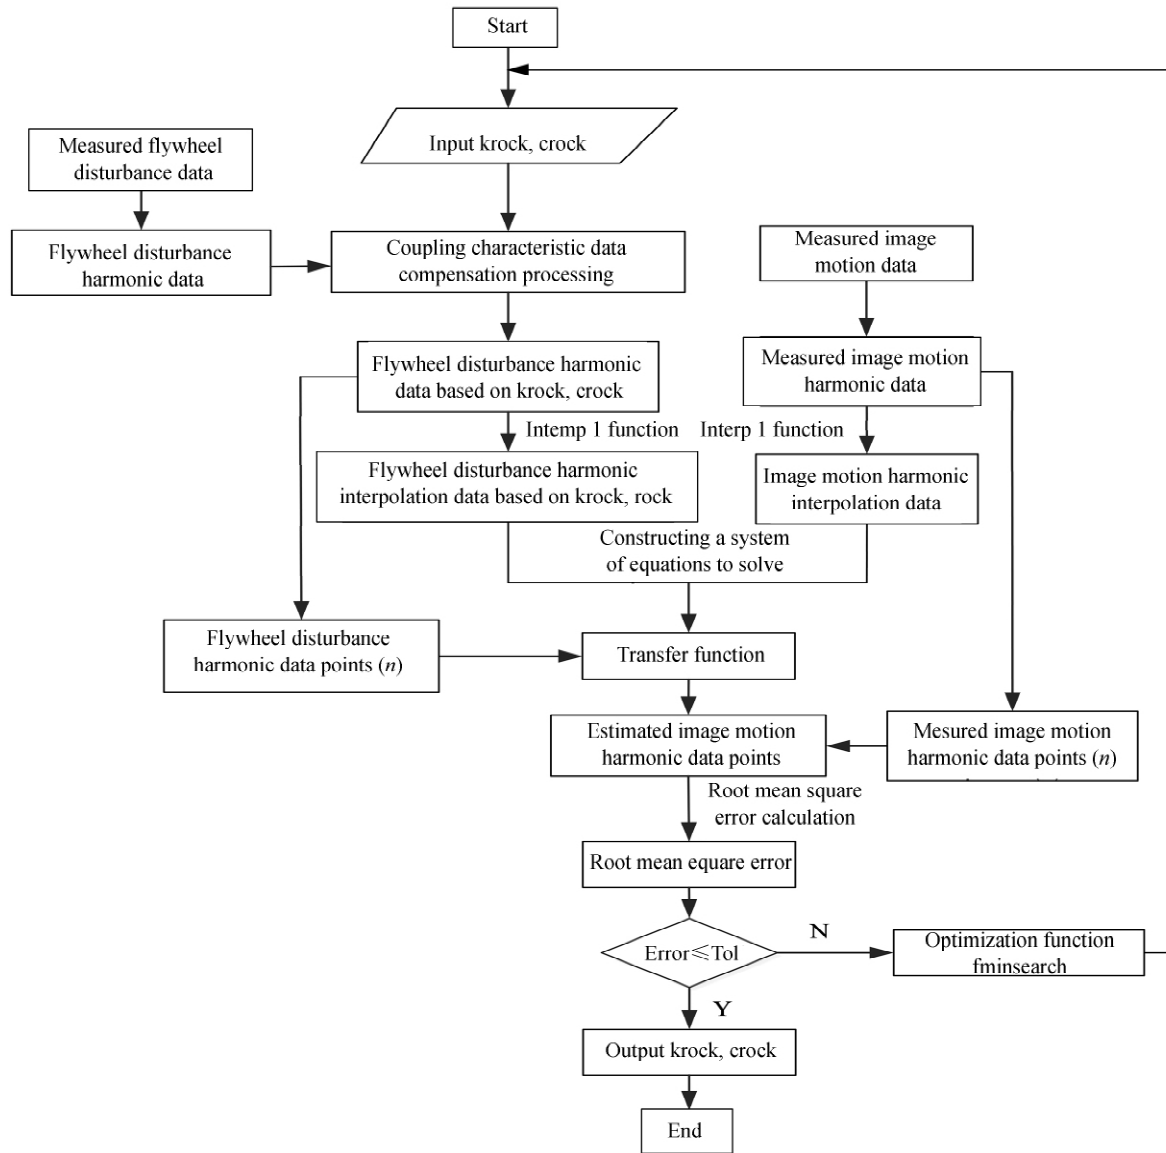 Start
Input krock, crock
Measured flywheel
disturbance data
Flywheel disturbance
harmonic data
Coupling characteristic data
compensation processing
Measured image
motion data
Flywheel disturbance harmonic
data based on krock, crock
Measured image motion
harmonic data
Intemp 1 function
Interp 1 function
Flywheel disturbance harmonic
interpolation data based on krock, rock
Image motion harmonic
interpolation data
Constructing a system
of equations to solve
Flywheel disturbance
harmonic data points (n)
Transfer function
Estimated image motion
harmonic data points
Mesured image motion
harmonic data points (n)
Root mean square
error calculation
Root mean equare error
Error⩽Tol
N
Optimization function
fminsearch
Y
Output krock, crock
End